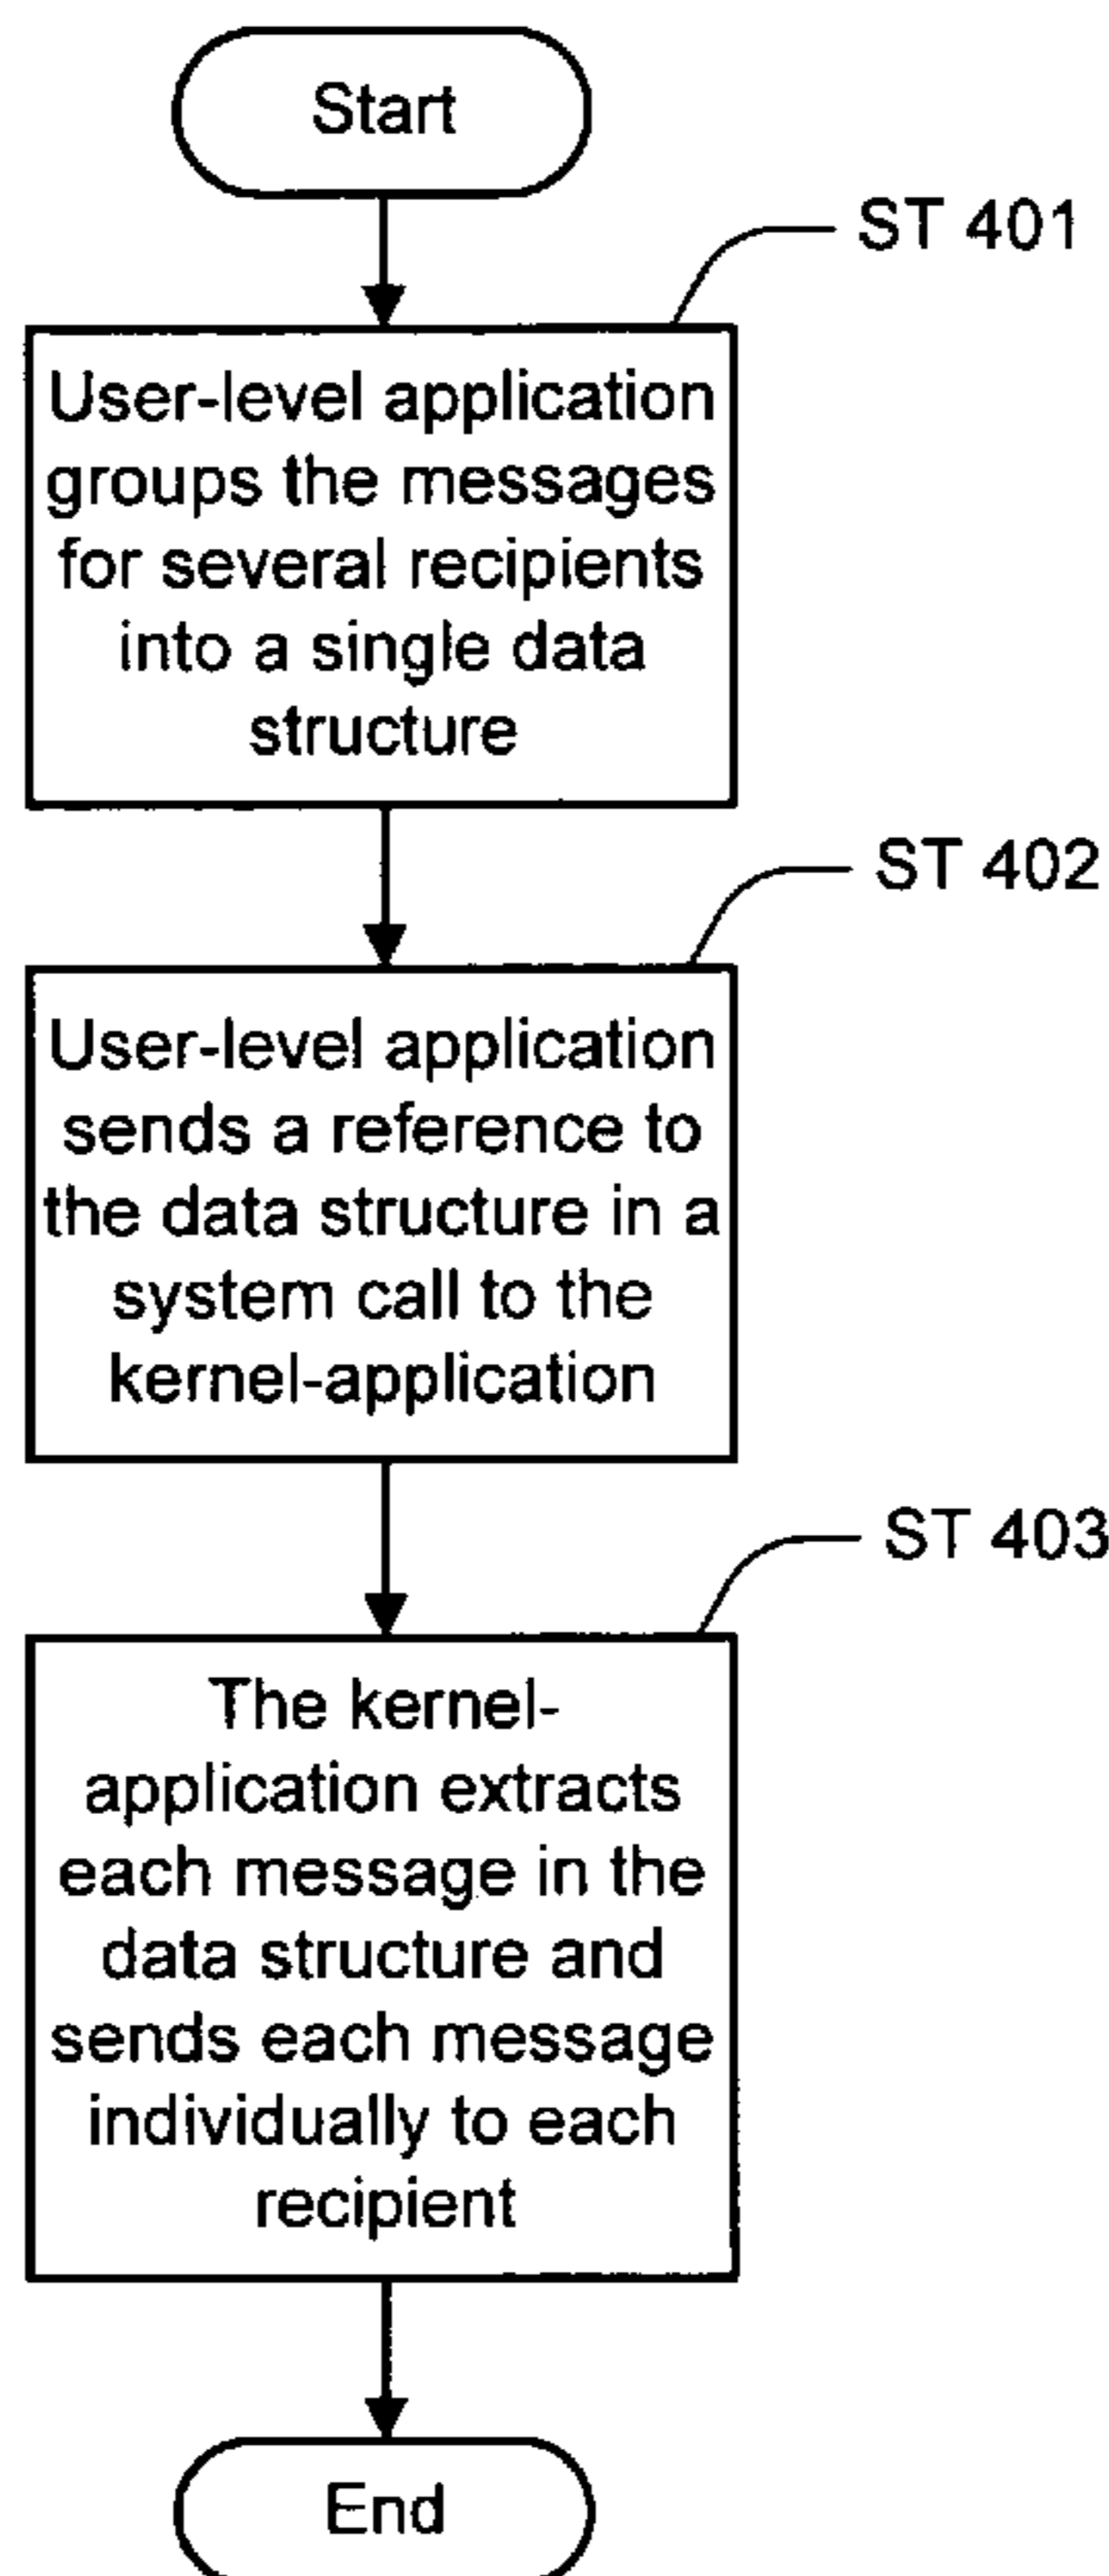 Start
ST 401
User-level application
groups the messages
for several recipients
into a single data
structure
ST 402
User-level application
sends a reference to
the data structure in a
system call to the
kernel-application
ST 403
The kernel-
application extracts
each message in the
data structure and
sends each message
individually to each
recipient
End